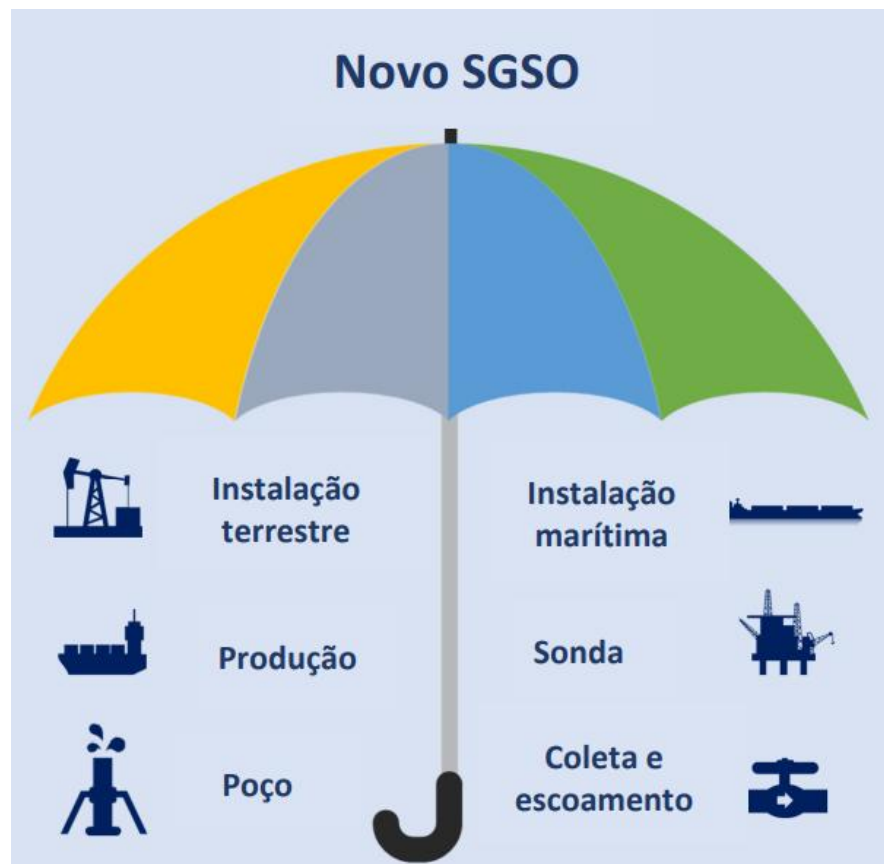 Novo SGSO
Instalação
terrestre
Instalação
marítima
Produção
Sonda
Poço
Coleta e
escoamento